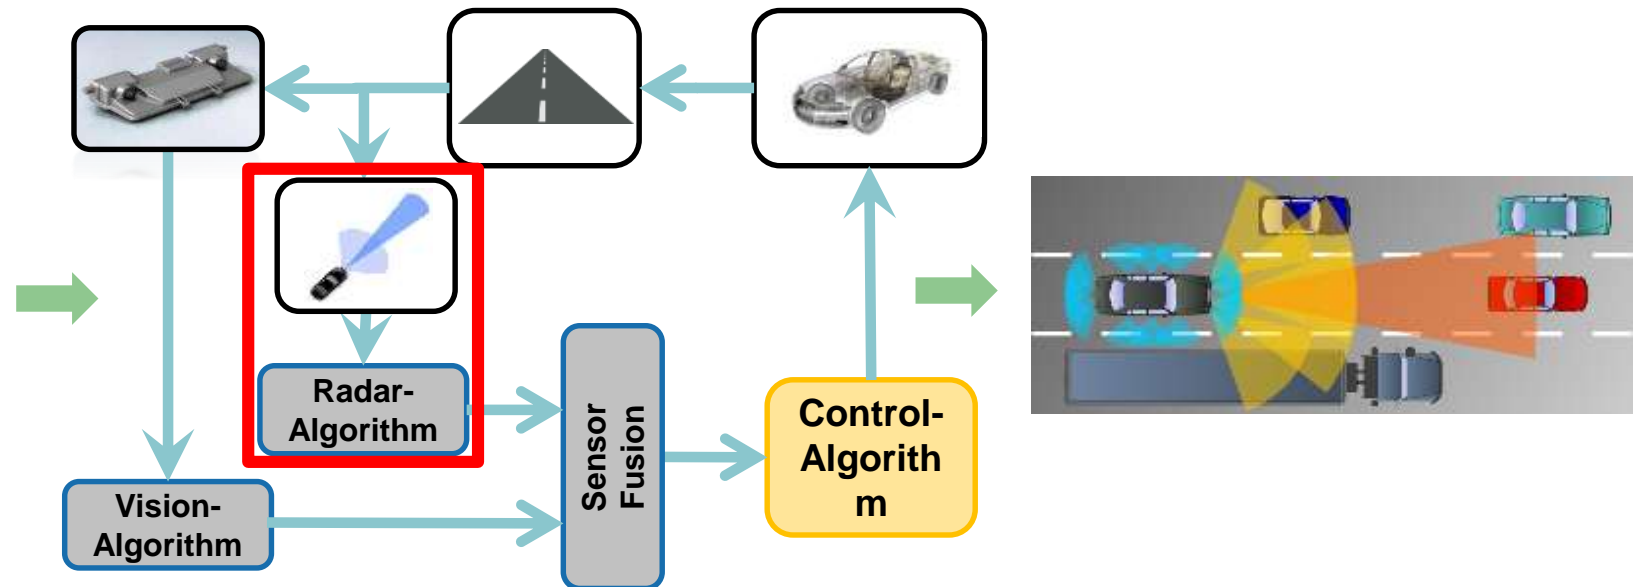 Radar-
Algorithm
Vision-
Algorithm
Sensor
Fusion
Control-
Algorith
m